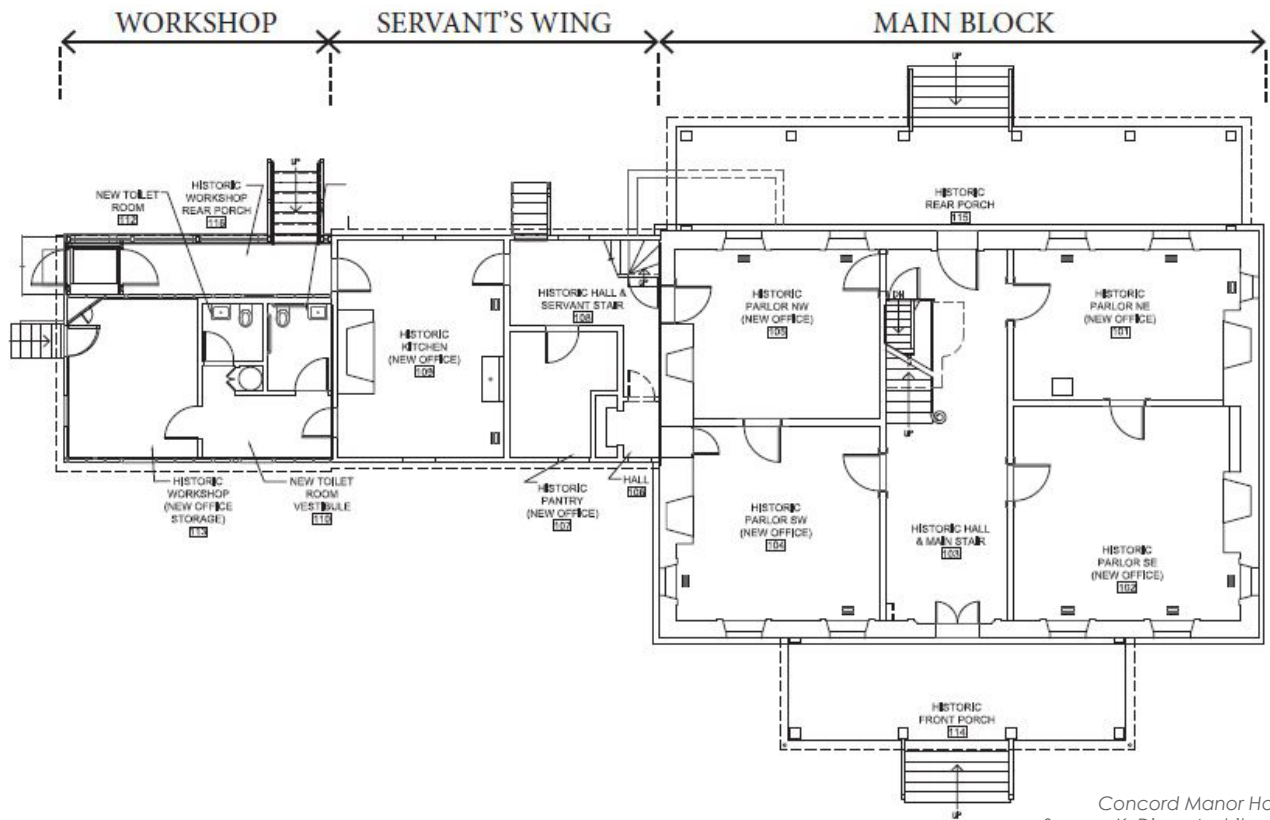 WORKSHOP
SERVANT'S WING
MAIN BLOCK
UP
UP
NEW TOILET
ROOM
112
HISTORIC
WORKSHOP
REAR PORCH
116
HISTORIC
REAR PORCH
115
HISTORIC HALL &
SERVANT STAIR
108
UP
HISTORIC
KITCHEN
(NEW OFFICE)
109
HISTORIC
PARLOR NW
(NEW OFFICE)
105
DN
UP
HISTORIC
PARLOR NE
(NEW OFFICE)
101
HISTORIC
WORKSHOP
(NEW OFFICE
STORAGE)
113
NEW TOILET
ROOM
VESTIBULE
110
HISTORIC
PANTRY
(NEW OFFICE)
107
HALL
106
HISTORIC
PARLOR SW
(NEW OFFICE)
104
HISTORIC HALL
& MAIN STAIR
103
HISTORIC
PARLOR SE
(NEW OFFICE)
102
HISTORIC
FRONT PORCH
114
UP
Concord Manor Ho